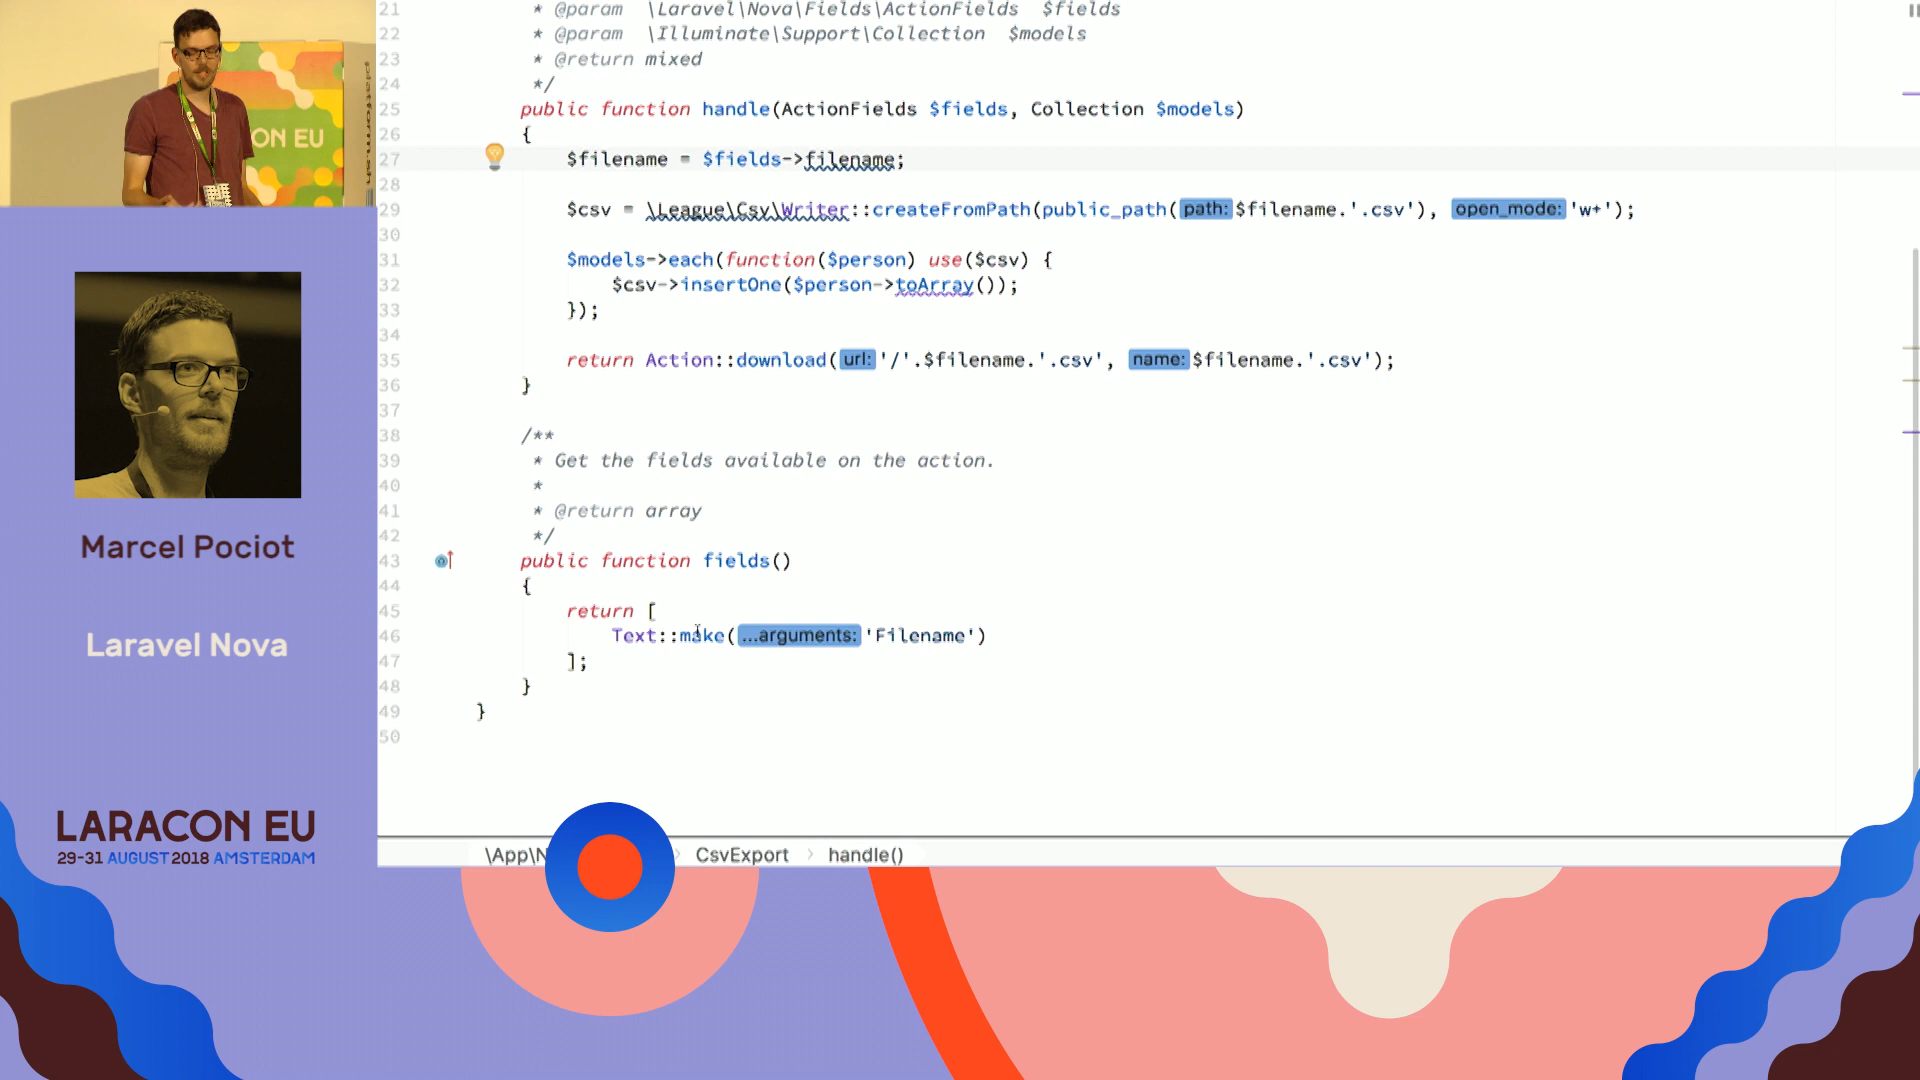 ON EU
platform.sh
Marcel Pociot
Laravel Nova
LARACON EU
29-31 AUGUST 2018 AMSTERDAM
21 * @param \Laravel\Nova\Fields\ActionFields $fields
22 * @param \Illuminate\Support\Collection $models
23 * @return mixed
24 */
25 public function handle(ActionFields $fields, Collection $models)
26 {
27 $filename = $fields->filename;
28
29 $csv = \League\Csv\Writer::createFromPath(public_path( path: $filename.'.csv'), open_mode: 'w+');
30
31 $models->each(function($person) use($csv) {
32 $csv->insertOne($person->toArray());
33 });
34
35 return Action::download( url: '/'.$filename.'.csv', name: $filename.'.csv');
36 }
37
38 /**
39 * Get the fields available on the action.
40 *
41 * @return array
42 */
43 public function fields()
44 {
45 return [
46 Text::make( ...arguments: 'Filename')
47 ];
48 }
49 }
50
\App\N > CsvExport > handle()